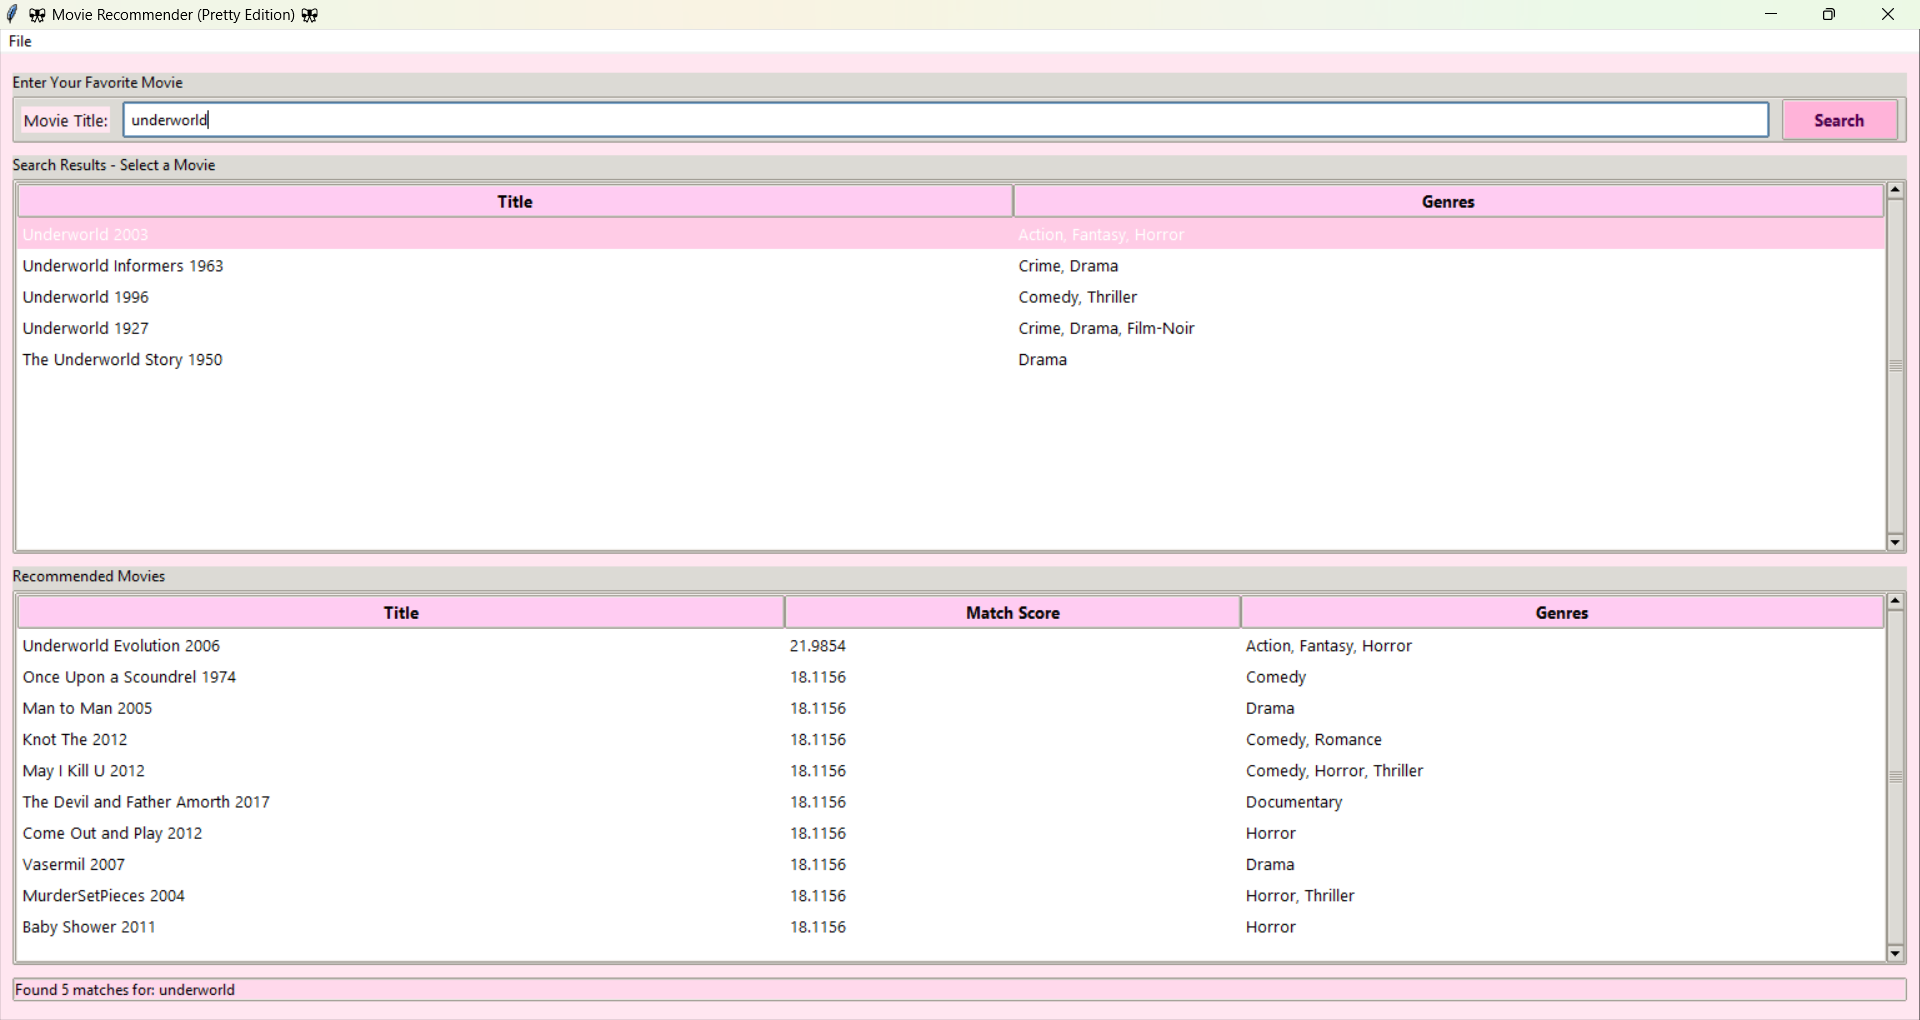 🎀 Movie Recommender (Pretty Edition) 🎀
File
Enter Your Favorite Movie
Movie Title: underworld Search
Search Results - Select a Movie
Title Genres
Underworld 2003 Action, Fantasy, Horror
Underworld Informers 1963 Crime, Drama
Underworld 1996 Comedy, Thriller
Underworld 1927 Crime, Drama, Film-Noir
The Underworld Story 1950 Drama
Recommended Movies
Title Match Score Genres
Underworld Evolution 2006 21.9854 Action, Fantasy, Horror
Once Upon a Scoundrel 1974 18.1156 Comedy
Man to Man 2005 18.1156 Drama
Knot The 2012 18.1156 Comedy, Romance
May I Kill U 2012 18.1156 Comedy, Horror, Thriller
The Devil and Father Amorth 2017 18.1156 Documentary
Come Out and Play 2012 18.1156 Horror
Vasermil 2007 18.1156 Drama
MurderSetPieces 2004 18.1156 Horror, Thriller
Baby Shower 2011 18.1156 Horror
Found 5 matches for: underworld